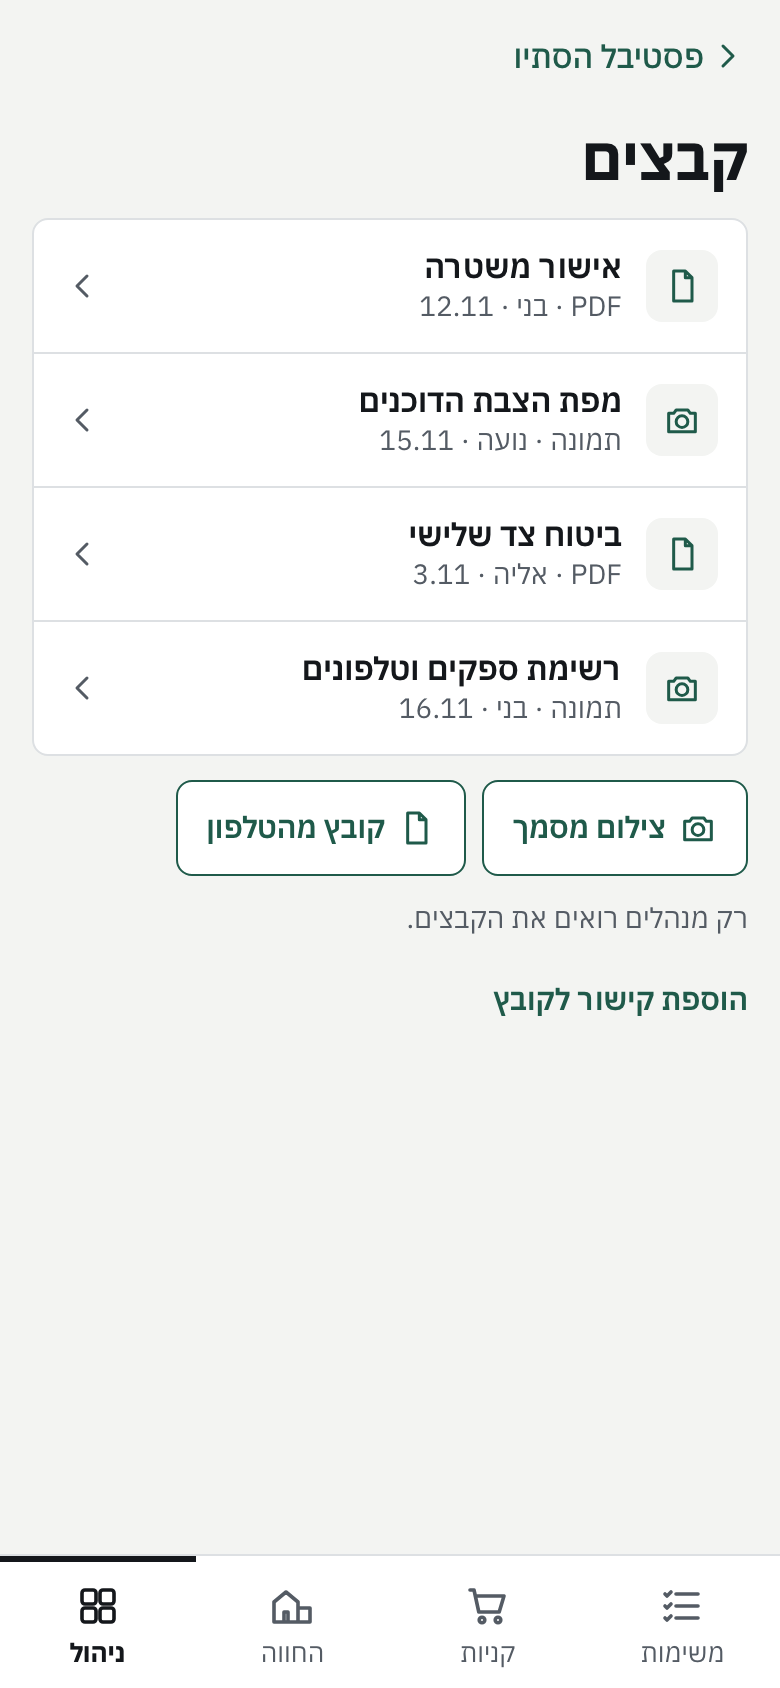 פסטיבל הסתיו
קבצים
אישור משטרה
PDF · בני · 12.11
מפת הצבת הדוכנים
תמונה · נועה · 15.11
ביטוח צד שלישי
PDF · אליה · 3.11
רשימת ספקים וטלפונים
תמונה · בני · 16.11
צילום מסמך
קובץ מהטלפון
רק מנהלים רואים את הקבצים.
הוספת קישור לקובץ
משימות
קניות
החווה
ניהול